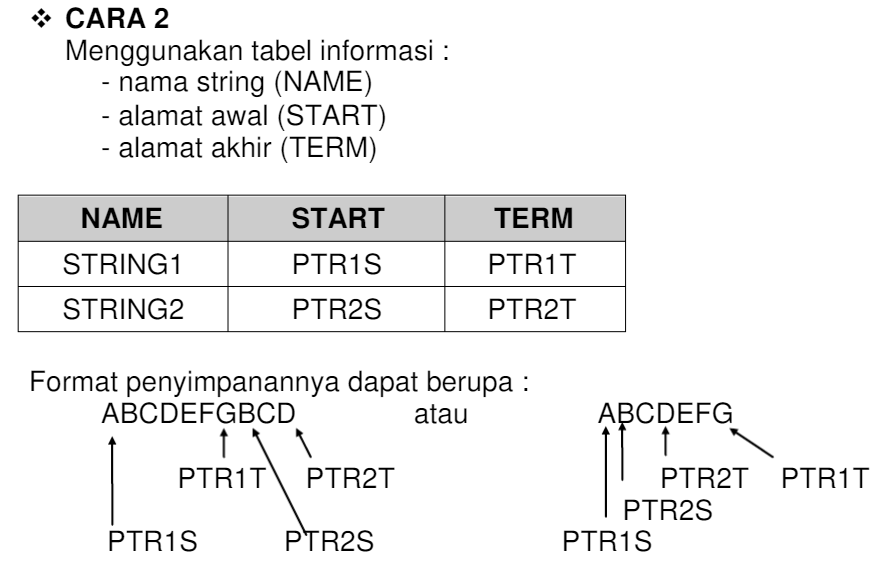 ❖ CARA 2
Menggunakan tabel informasi :
- nama string (NAME)
- alamat awal (START)
- alamat akhir (TERM)
NAME START TERM
STRING1 PTR1S PTR1T
STRING2 PTR2S PTR2T
Format penyimpanannya dapat berupa :
ABCDEFGBCD atau ABCDEFG
PTR1T PTR2T PTR2T PTR1T
PTR2S
PTR1S PTR2S PTR1S